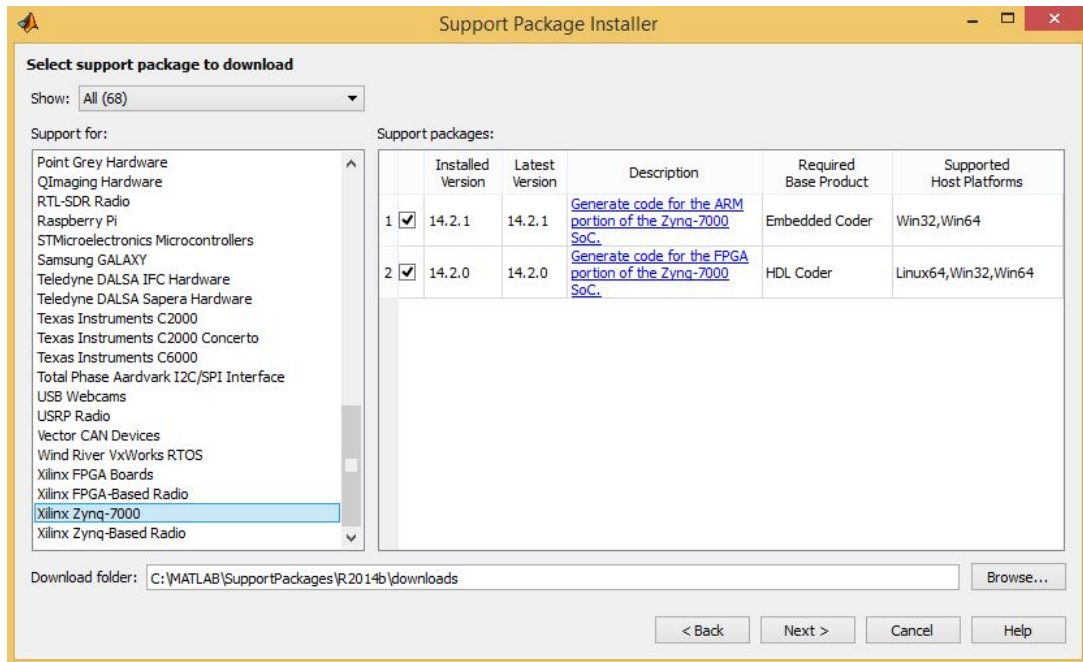 Support Package Installer
Select support package to download
Show: All (68)
Support for:
Point Grey Hardware
QImaging Hardware
RTL-SDR Radio
Raspberry Pi
STMicroelectronics Microcontrollers
Samsung GALAXY
Teledyne DALSA IFC Hardware
Teledyne DALSA Sapera Hardware
Texas Instruments C2000
Texas Instruments C2000 Concerto
Texas Instruments C6000
Total Phase Aardvark I2C/SPI Interface
USB Webcams
USRP Radio
Vector CAN Devices
Wind River VxWorks RTOS
Xilinx FPGA Boards
Xilinx FPGA-Based Radio
Xilinx Zynq-7000
Xilinx Zynq-Based Radio
Support packages:
Installed Version Latest Version Description Required Base Product Supported Host Platforms
1 14.2.1 14.2.1 Generate code for the ARM portion of the Zynq-7000 SoC. Embedded Coder Win32,Win64
2 14.2.0 14.2.0 Generate code for the FPGA portion of the Zynq-7000 SoC. HDL Coder Linux64,Win32,Win64
Download folder: C:\MATLAB\SupportPackages\R2014b\downloads
Browse...
< Back Next > Cancel Help